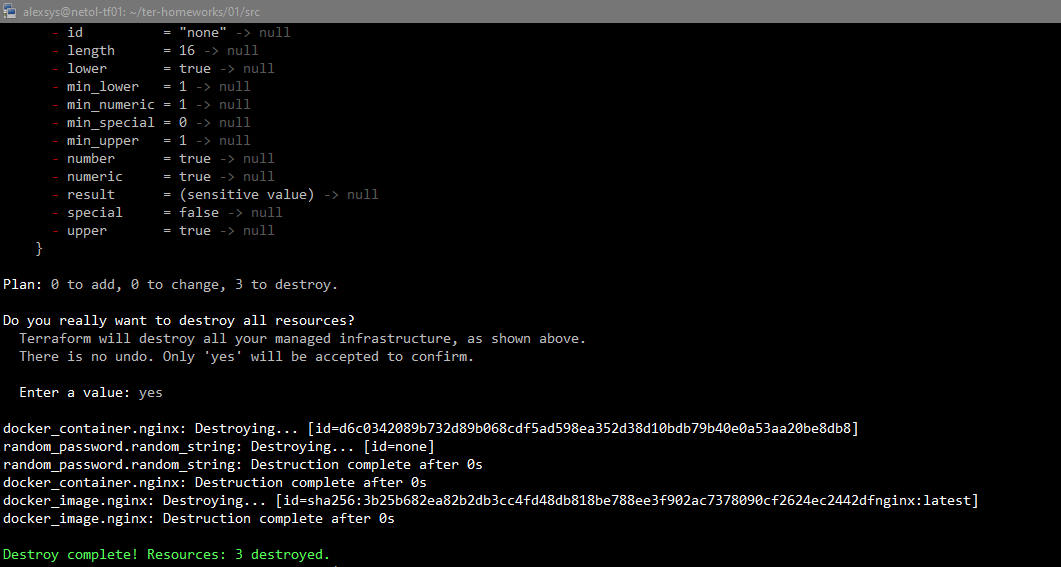 alexsys@netol-tf01: ~/ter-homeworks/01/src
- id          = "none" -> null
- length      = 16 -> null
- lower       = true -> null
- min_lower   = 1 -> null
- min_numeric = 1 -> null
- min_special = 0 -> null
- min_upper   = 1 -> null
- number      = true -> null
- numeric     = true -> null
- result      = (sensitive value) -> null
- special     = false -> null
- upper       = true -> null
}
Plan: 0 to add, 0 to change, 3 to destroy.
Do you really want to destroy all resources?
Terraform will destroy all your managed infrastructure, as shown above.
There is no undo. Only 'yes' will be accepted to confirm.
Enter a value: yes
docker_container.nginx: Destroying... [id=d6c0342089b732d89b068cdf5ad598ea352d38d10bdb79b40e0a53aa20be8db8]
random_password.random_string: Destroying... [id=none]
random_password.random_string: Destruction complete after 0s
docker_container.nginx: Destruction complete after 0s
docker_image.nginx: Destroying... [id=sha256:3b25b682ea82b2db3cc4fd48db818be788ee3f902ac7378090cf2624ec2442dfnginx:latest]
docker_image.nginx: Destruction complete after 0s
Destroy complete! Resources: 3 destroyed.